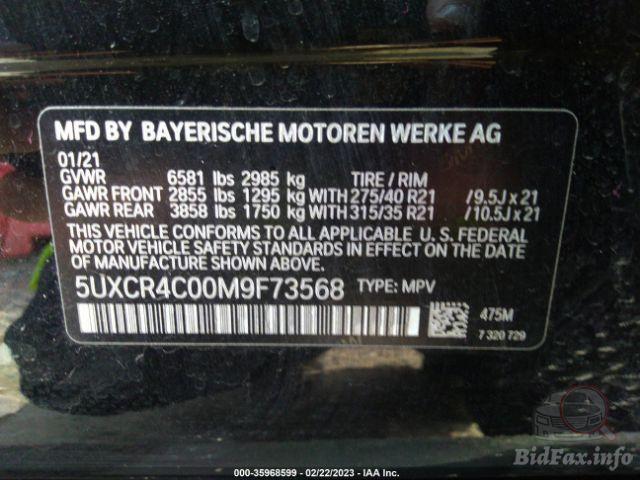 MFD BY BAYERISCHE MOTOREN WERKE AG
01/21
GVWR 6581 lbs 2985 kg TIRE / RIM
GAWR FRONT 2855 lbs 1295 kg WITH 275/40 R21 / 9.5J x 21
GAWR REAR 3858 lbs 1750 kg WITH 315/35 R21 / 10.5J x 21
THIS VEHICLE CONFORMS TO ALL APPLICABLE U. S. FEDERAL
MOTOR VEHICLE SAFETY STANDARDS IN EFFECT ON THE DATE
OF MANUFACTURE SHOWN ABOVE.
5UXCR4C00M9F73568 TYPE: MPV
475M
7 320 729
000-35968599 - 02/22/2023 - IAA Inc.
BidFax.info